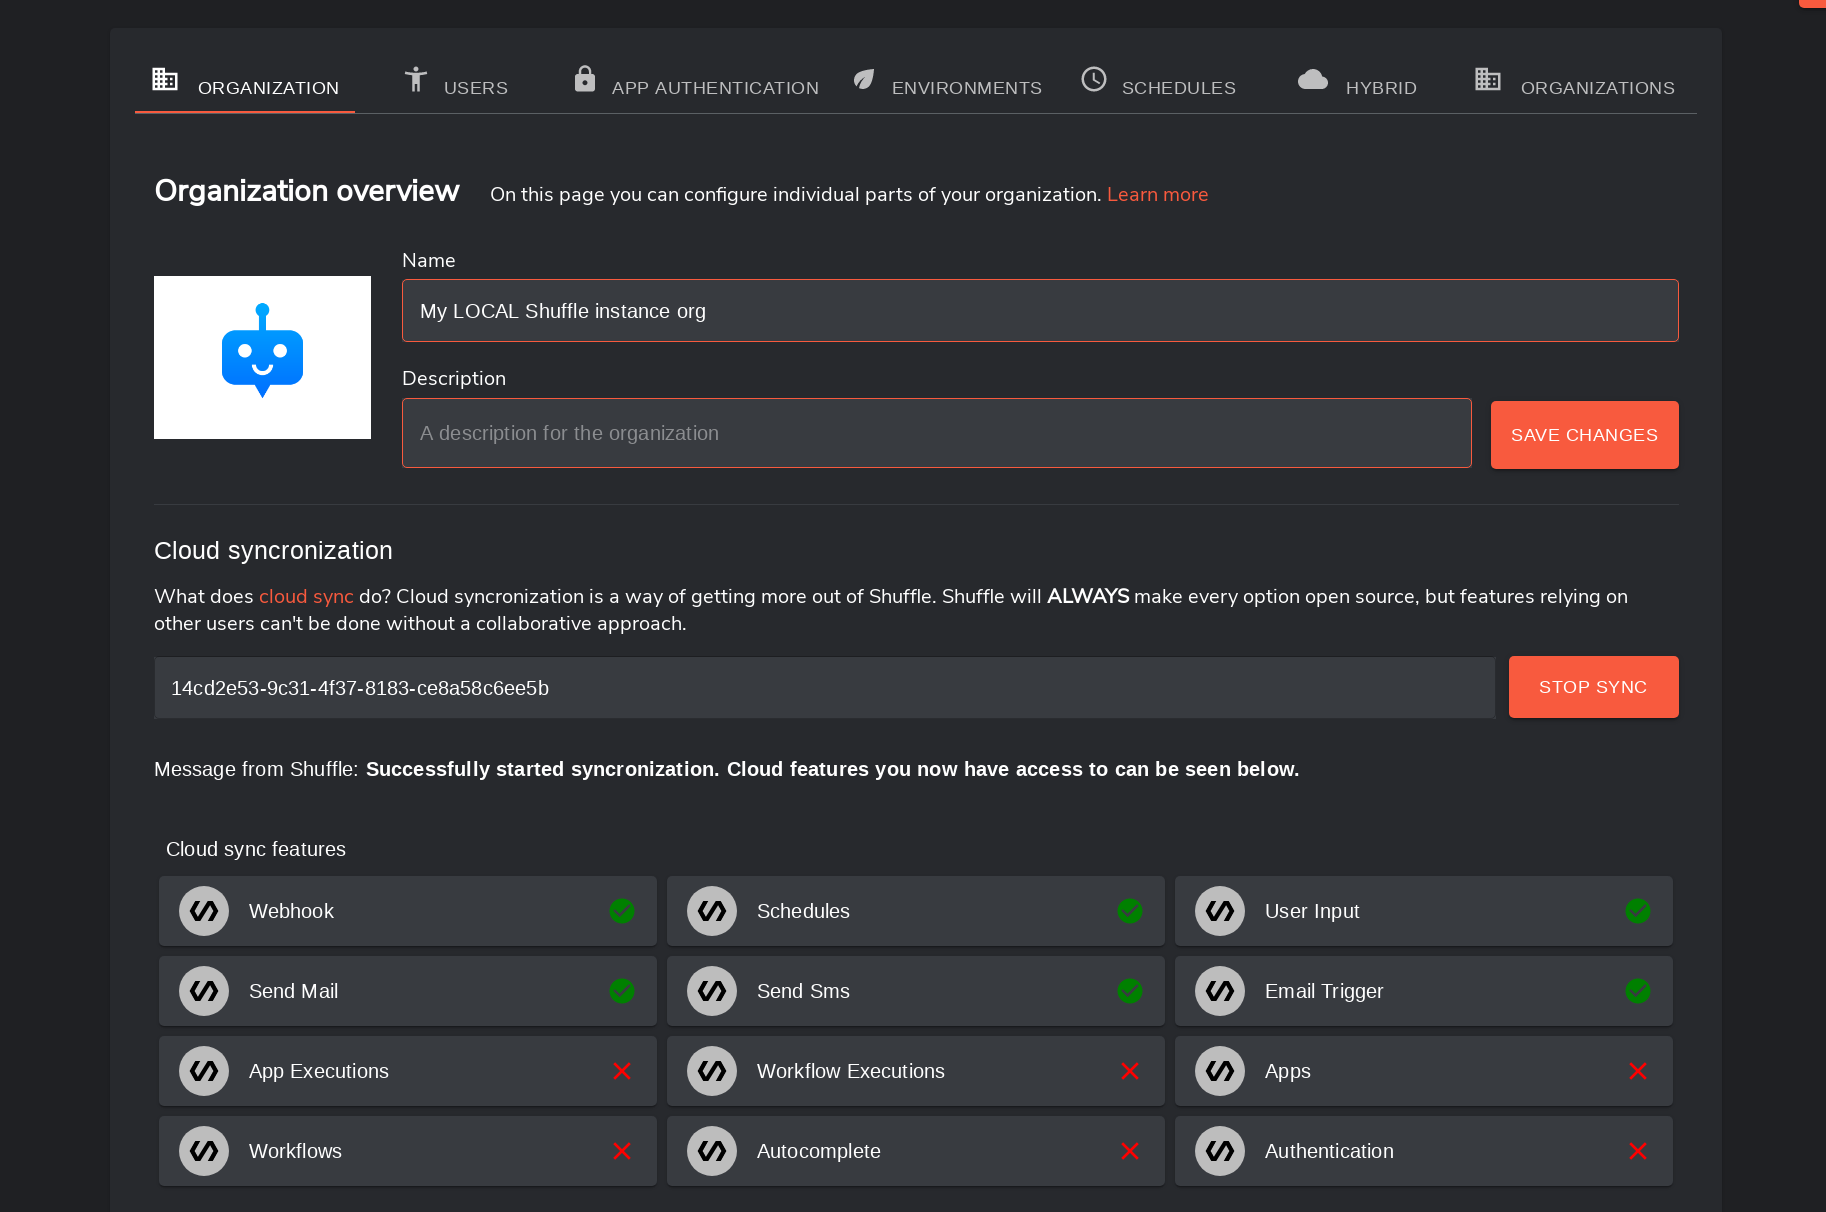 ORGANIZATION USERS APP AUTHENTICATION ENVIRONMENTS SCHEDULES HYBRID ORGANIZATIONS
Organization overview On this page you can configure individual parts of your organization. Learn more
Name
My LOCAL Shuffle instance org
Description
A description for the organization
SAVE CHANGES
Cloud syncronization
What does cloud sync do? Cloud syncronization is a way of getting more out of Shuffle. Shuffle will ALWAYS make every option open source, but features relying on
other users can't be done without a collaborative approach.
14cd2e53-9c31-4f37-8183-ce8a58c6ee5b
STOP SYNC
Message from Shuffle: Successfully started syncronization. Cloud features you now have access to can be seen below.
Cloud sync features
Webhook Schedules User Input
Send Mail Send Sms Email Trigger
App Executions Workflow Executions Apps
Workflows Autocomplete Authentication